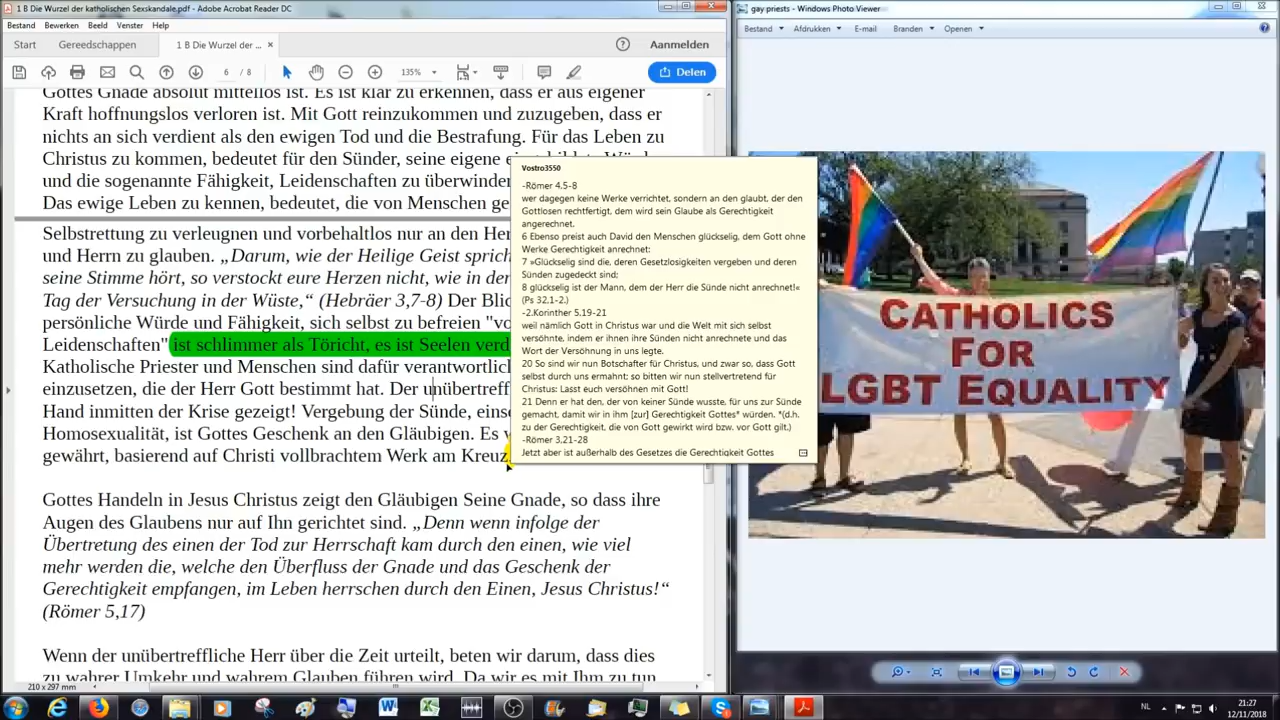 1 B Die Wurzel der katholischen Sexskandale.pdf - Adobe Acrobat Reader DC
Bestand Bewerken Beeld Venster Help
Start Gereedschappen 1 B Die Wurzel der ... × Aanmelden
6 / 8 135% Delen
Gottes Gnade absolut mittellos ist. Es ist klar zu erkennen, dass er aus eigener
Kraft hoffnungslos verloren ist. Mit Gott reinzukommen und zuzugeben, dass er
nichts an sich verdient als den ewigen Tod und die Bestrafung. Für das Leben zu
Christus zu kommen, bedeutet für den Sünder, seine eigene
und die sogenannte Fähigkeit, Leidenschaften zu überwinden
Das ewige Leben zu kennen, bedeutet, die von Menschen ge
Selbstrettung zu verleugnen und vorbehaltlos nur an den Her
und Herrn zu glauben. „Darum, wie der Heilige Geist sprich
seine Stimme hört, so verstockt eure Herzen nicht, wie in de
Tag der Versuchung in der Wüste,“ (Hebräer 3,7-8) Der Blic
persönliche Würde und Fähigkeit, sich selbst zu befreien "vo
Leidenschaften" ist schlimmer als Töricht, es ist Seelen verd
Katholische Priester und Menschen sind dafür verantwortlic
einzusetzen, die der Herr Gott bestimmt hat. Der unübertreff
Hand inmitten der Krise gezeigt! Vergebung der Sünde, eins
Homosexualität, ist Gottes Geschenk an den Gläubigen. Es w
gewährt, basierend auf Christi vollbrachtem Werk am Kreuz
Gottes Handeln in Jesus Christus zeigt den Gläubigen Seine Gnade, so dass ihre
Augen des Glaubens nur auf Ihn gerichtet sind. „Denn wenn infolge der
Übertretung des einen der Tod zur Herrschaft kam durch den einen, wie viel
mehr werden die, welche den Überfluss der Gnade und das Geschenk der
Gerechtigkeit empfangen, im Leben herrschen durch den Einen, Jesus Christus!“
(Römer 5,17)
Wenn der unübertreffliche Herr über die Zeit urteilt, beten wir darum, dass dies
zu wahrer Umkehr und wahrem Glauben führen wird. Da wir es mit Ihm zu tun
210 x 297 mm
Vostro3550
-Römer 4.5-8
wer dagegen keine Werke verrichtet, sondern an den glaubt, der den
Gottlosen rechtfertigt, dem wird sein Glaube als Gerechtigkeit
angerechnet.
6 Ebenso preist auch David den Menschen glückselig, dem Gott ohne
Werke Gerechtigkeit anrechnet:
7 »Glückselig sind die, deren Gesetzlosigkeiten vergeben und deren
Sünden zugedeckt sind;
8 glückselig ist der Mann, dem der Herr die Sünde nicht anrechnet!«
(Ps 32.1-2.)
-2.Korinther 5.19-21
weil nämlich Gott in Christus war und die Welt mit sich selbst
versöhnte, indem er ihnen ihre Sünden nicht anrechnete und das
Wort der Versöhnung in uns legte.
20 So sind wir nun Botschafter für Christus, und zwar so, dass Gott
selbst durch uns ermahnt; so bitten wir nun stellvertretend für
Christus: Lasst euch versöhnen mit Gott!
21 Denn er hat den, der von keiner Sünde wusste, für uns zur Sünde
gemacht, damit wir in ihm [zur] Gerechtigkeit Gottes* würden. *(d.h.
zu der Gerechtigkeit, die von Gott gewirkt wird bzw. vor Gott gilt.)
-Römer 3.21-28
Jetzt aber ist außerhalb des Gesetzes die Gerechtigkeit Gottes
gay priests - Windows Photo Viewer
Bestand Afdrukken E-mail Branden Openen
CATHOLICS
FOR
LGBT EQUALITY
NL 21:27
12/11/2018